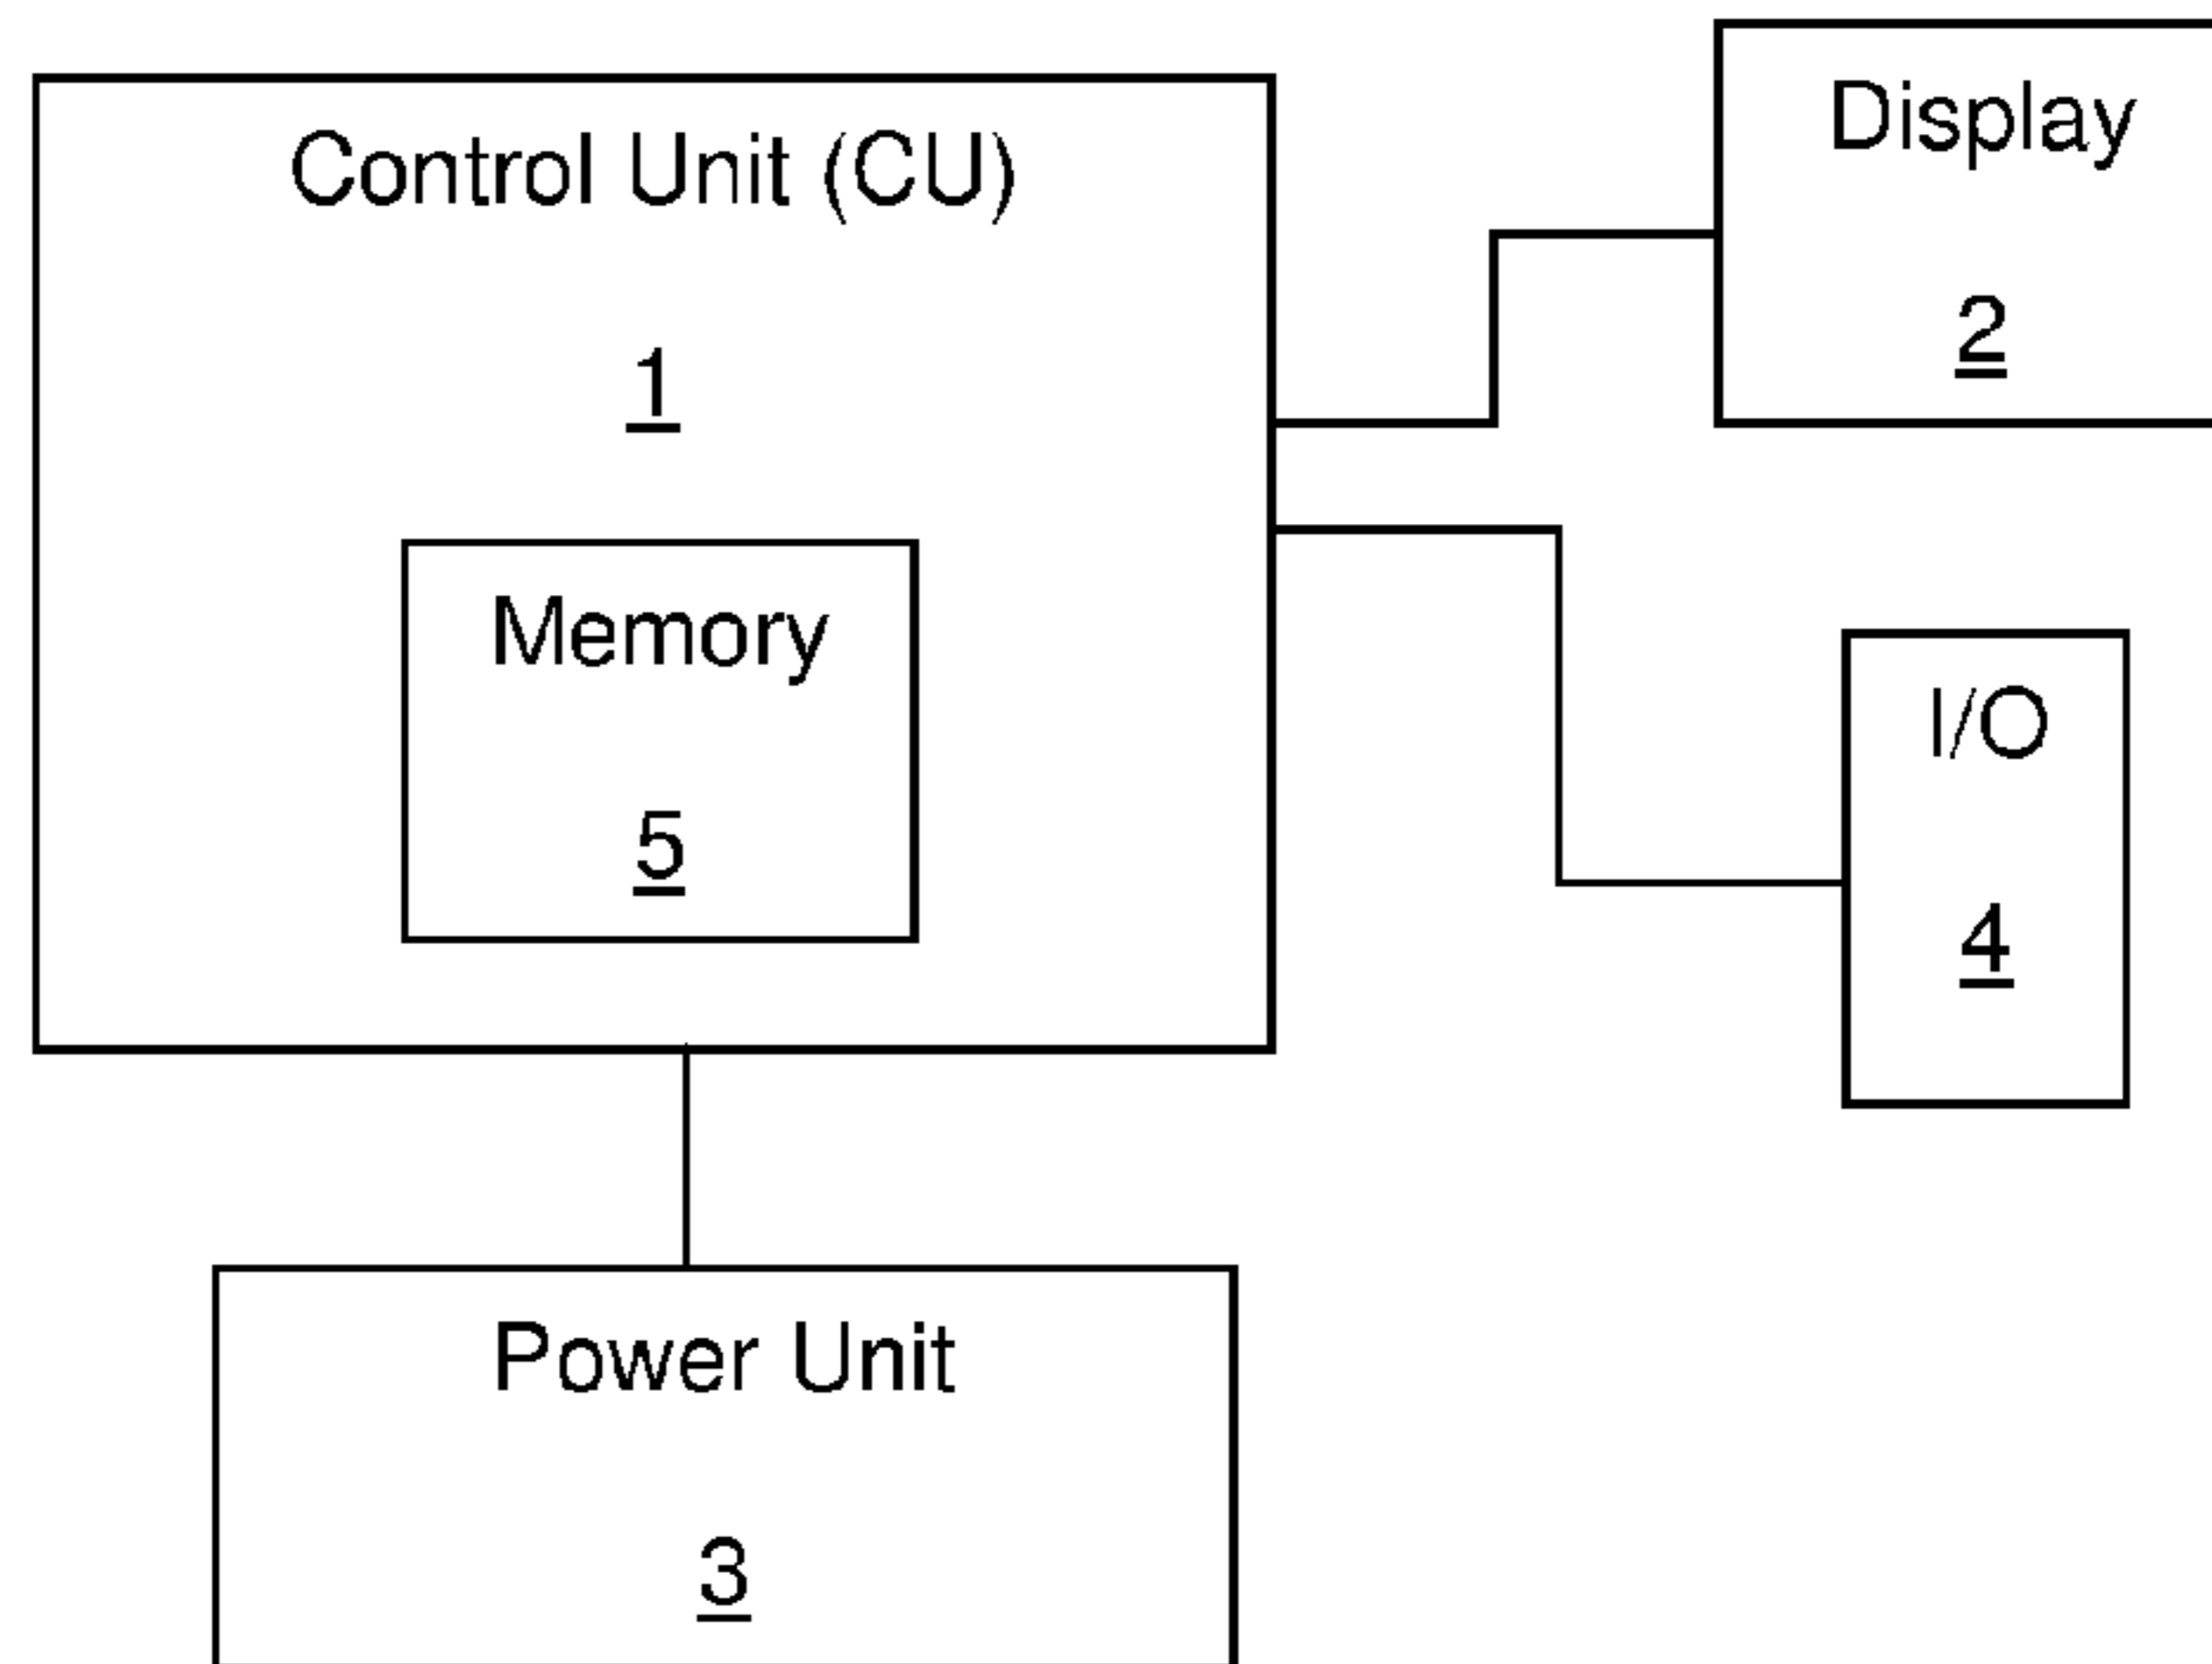 Control Unit (CU)
1
Memory
5
Display
2
I/O
4
Power Unit
3